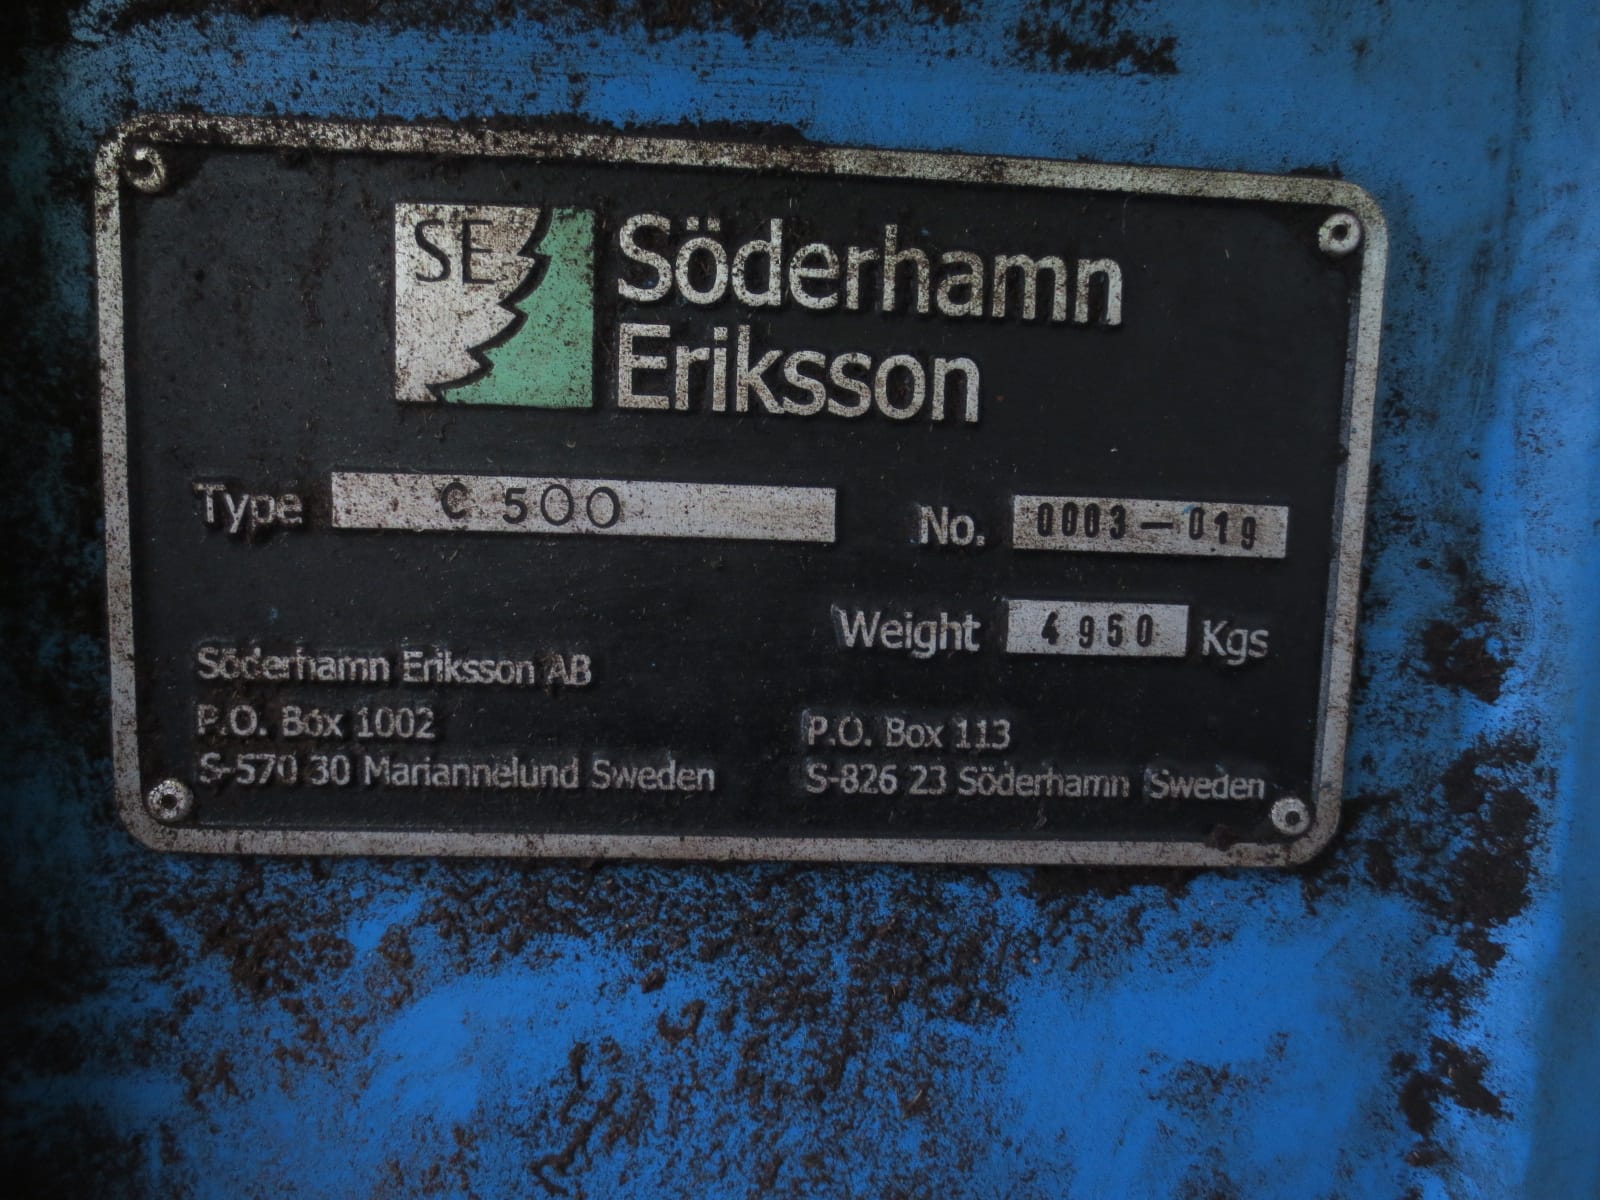 SE
Söderhamn
Eriksson
Type C 500 No. 0003-019
Weight 4950 Kgs
Söderhamn Eriksson AB
P.O. Box 1002
S-570 30 Mariannelund Sweden
P.O. Box 113
S-826 23 Söderhamn Sweden